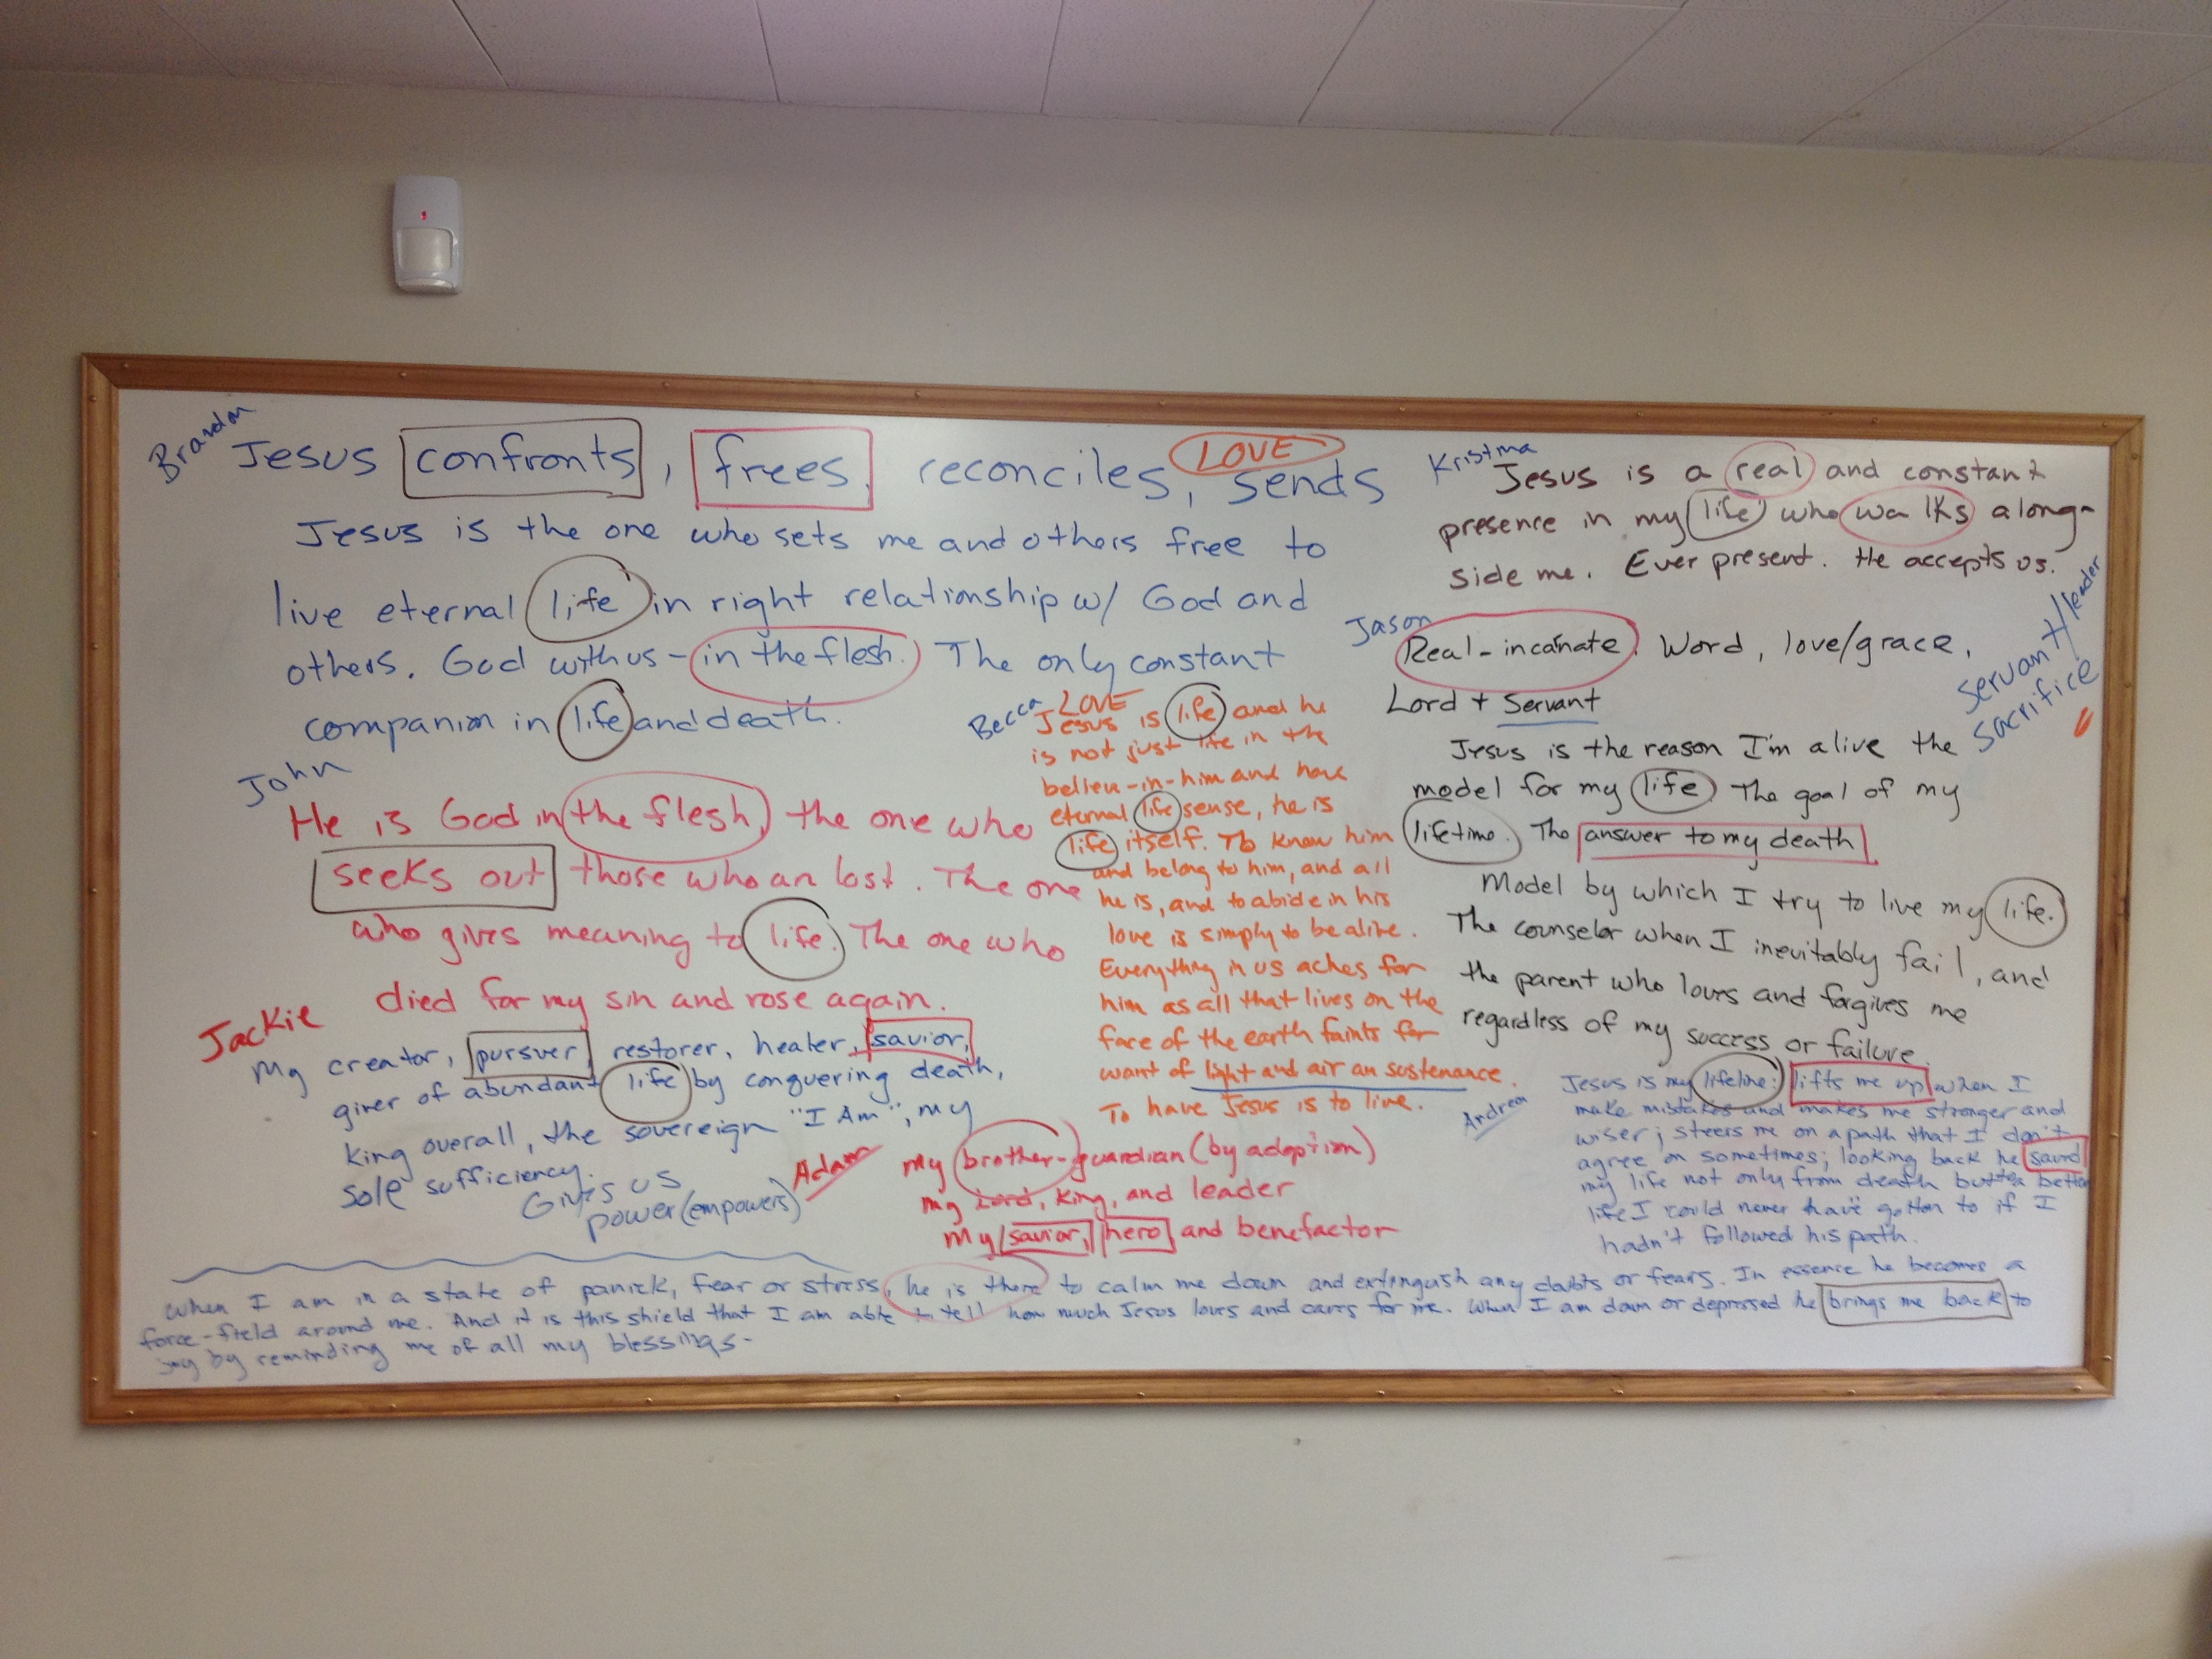 Brandon
Jesus confronts, frees, reconciles, sends
LOVE
Jesus is the one who sets me and others free to
live eternal life in right relationship w/ God and
others. God with us - in the flesh. The only constant
companion in life and death.
John
He is God in the flesh, the one who
seeks out those who are lost. The one
who gives meaning to life. The one who
died for my sin and rose again.
Jackie
My creator, pursuer, restorer, healer, savior,
giver of abundant life by conquering death,
King over all, the sovereign "I Am", my
sole sufficiency.
Gives us
power (empowers)
Becca
LOVE
Jesus is life and he
is not just life in the
believe-in-him and have
eternal life sense, he is
life itself. To know him
and belong to him, and all
he is, and to abide in his
love is simply to be alive.
Everything in us aches for
him as all that lives on the
face of the earth faints for
want of light and air an sustenance.
To have Jesus is to live.
Adam
My brother-guardian (by adoption)
my Lord, King, and leader
My savior, hero and benefactor
Kristina
Jesus is a real and constant
presence in my life who walks along-
side me. Ever present. He accepts us.
Jason
Real-incarnate. Word, love/grace,
Lord + Servant
servant/leader
sacrifice
Jesus is the reason I'm alive the
model for my life. The goal of my
lifetime. The answer to my death
Model by which I try to live my life.
The counselor when I inevitably fail, and
the parent who loves and forgives me
regardless of my success or failure.
Andrea
Jesus is my lifeline: lifts me up when I
make mistakes and makes me stronger and
wiser; steers me on a path that I don't
agree on sometimes; looking back he saved
my life not only from death but a better
life I could never have gotten to if I
hadn't followed his path.
When I am in a state of panick, fear or stress, he is there to calm me down and extinguish any doubts or fears. In essence he becomes a
force-field around me. And it is this shield that I am able to tell how much Jesus loves and cares for me. When I am down or depressed he brings me back to
joy by reminding me of all my blessings-